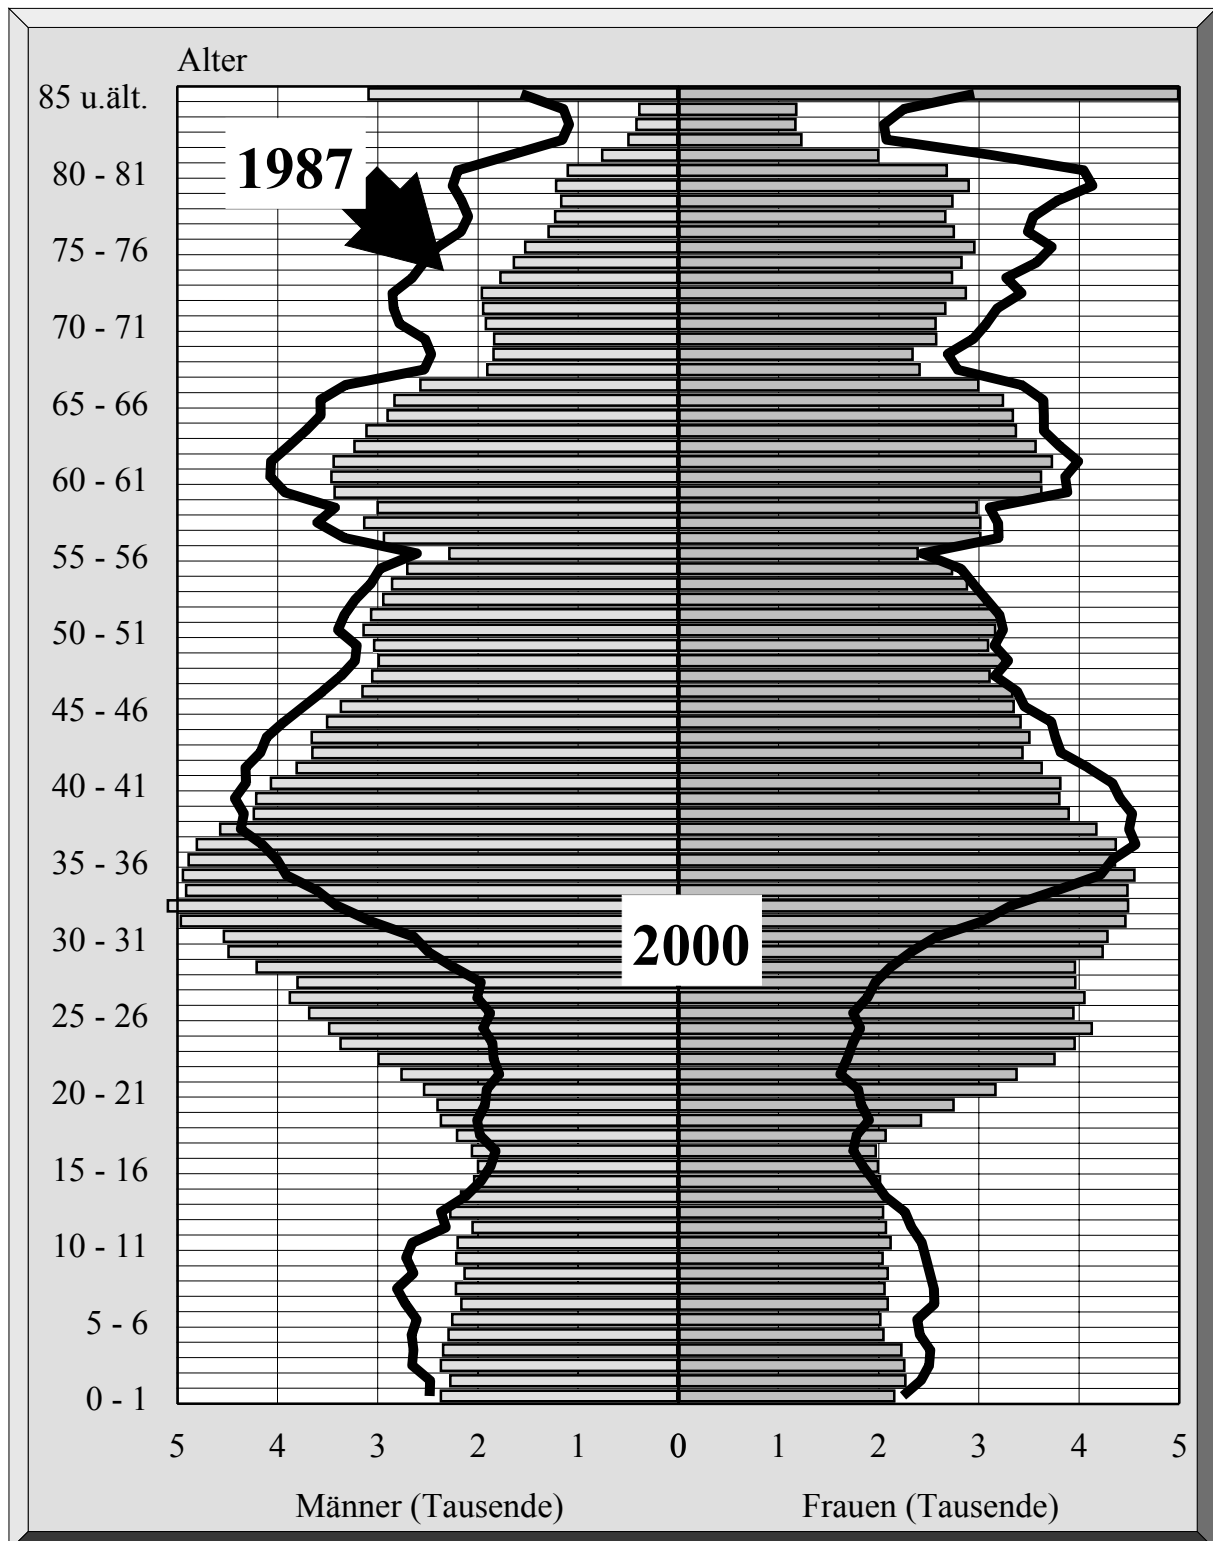 Alter
85 u.ält.
1987
80 - 81
75 - 76
70 - 71
65 - 66
60 - 61
55 - 56
50 - 51
45 - 46
40 - 41
35 - 36
2000
30 - 31
25 - 26
20 - 21
15 - 16
10 - 11
5 - 6
0 - 1
5 4 3 2 1 0 1 2 3 4 5
Männer (Tausende) Frauen (Tausende)